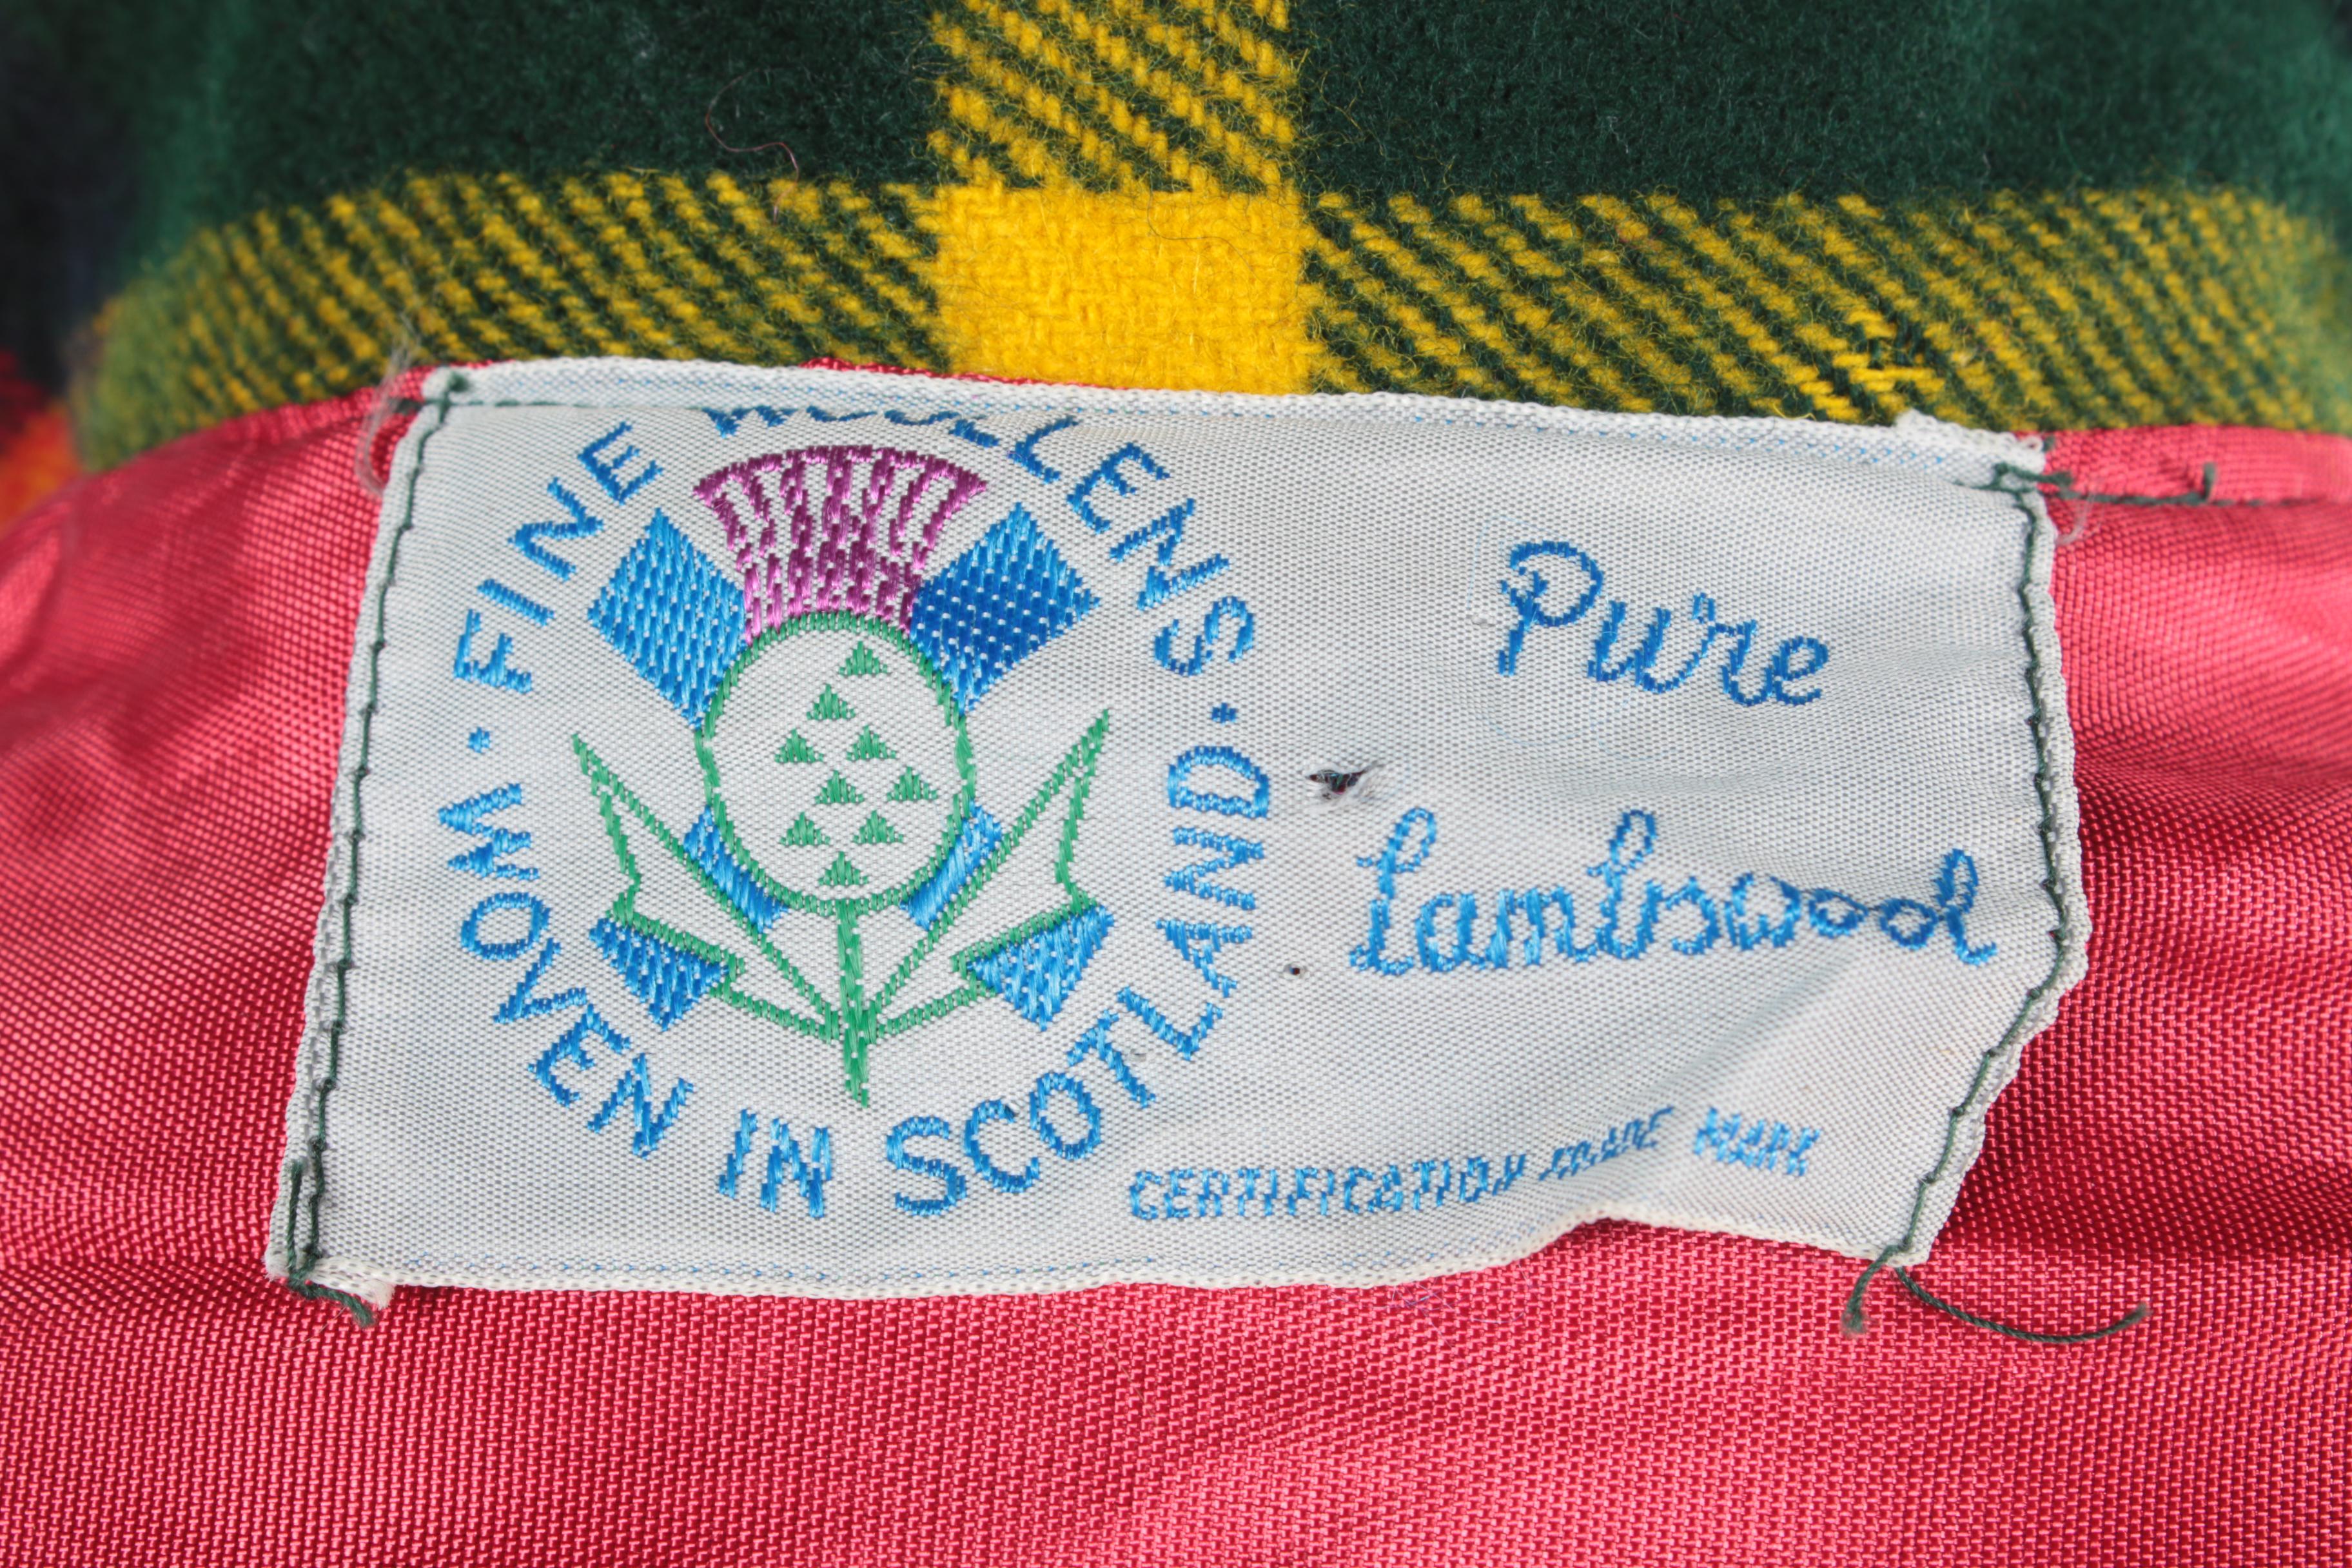 · FINE WOOLLENS ·
WOVEN IN SCOTLAND
Pure
Lambswool
CERTIFICATION TRADE MARK